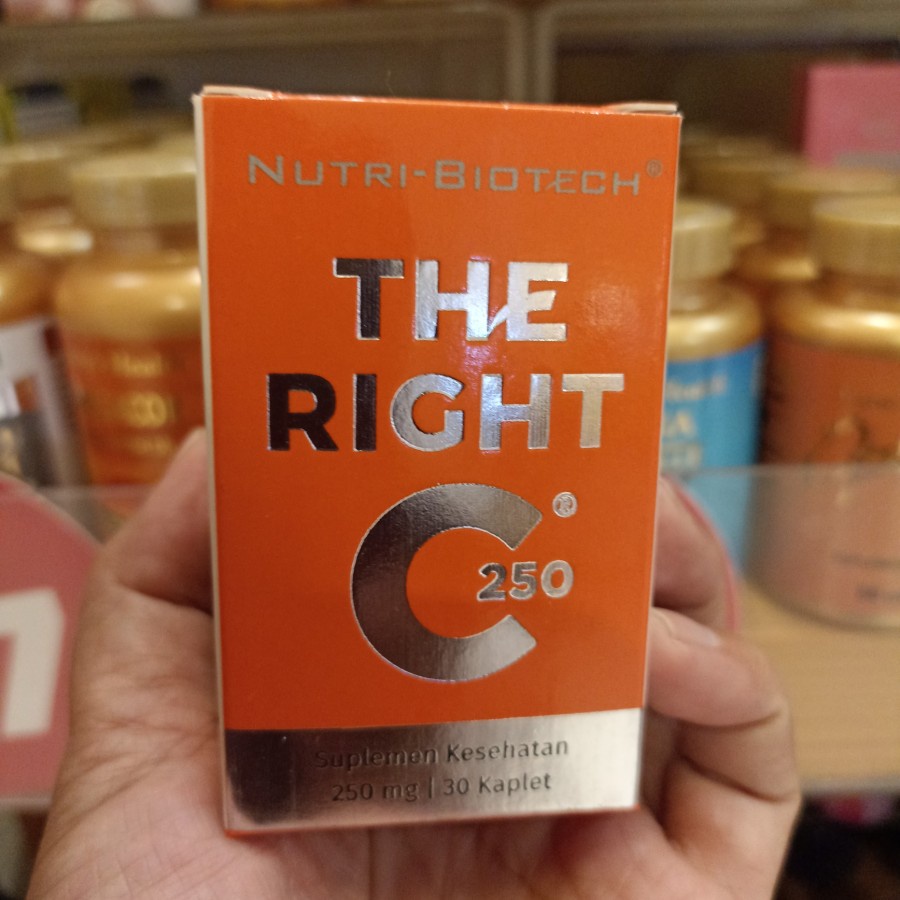 NUTRI-BIOTECH®
THE
RIGHT
C®
250
Suplemen Kesehatan
250 mg | 30 Kaplet